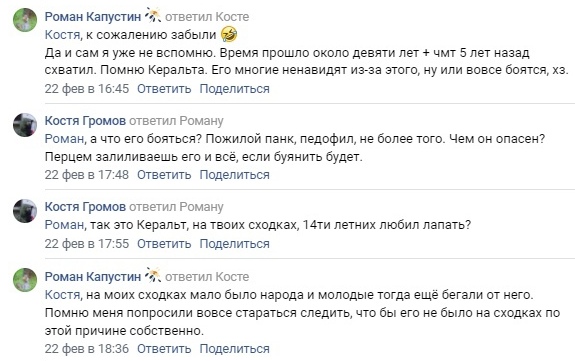 Роман Капустин ответил Косте
Костя, к сожалению забыли 🤣
Да и сам я уже не вспомню. Время прошло около девяти лет + чмт 5 лет назад
схватил. Помню Керальта. Его многие ненавидят из-за этого, ну или вовсе боятся, хз.
22 фев в 16:45 Ответить Поделиться
Костя Громов ответил Роману
Роман, а что его бояться? Пожилой панк, педофил, не более того. Чем он опасен?
Перцем залиливаешь его и всё, если буянить будет.
22 фев в 17:48 Ответить Поделиться
Костя Громов ответил Роману
Роман, так это Керальт, на твоих сходках, 14ти летних любил лапать?
22 фев в 17:55 Ответить Поделиться
Роман Капустин ответил Косте
Костя, на моих сходках мало было народа и молодые тогда ещё бегали от него.
Помню меня попросили вовсе стараться следить, что бы его не было на сходках по
этой причине собственно.
22 фев в 18:36 Ответить Поделиться